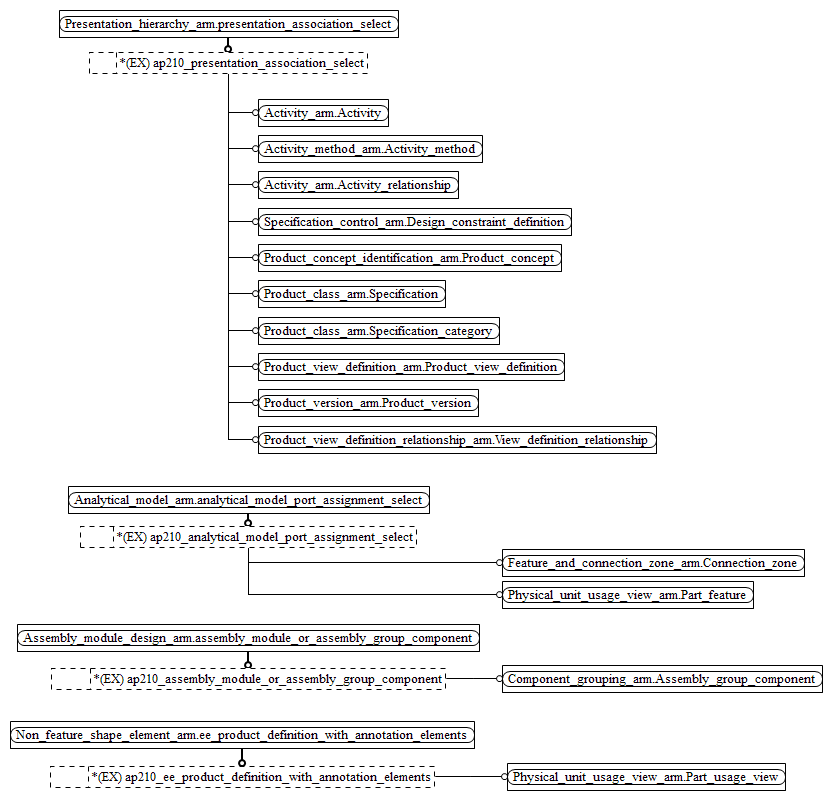 Presentation_hierarchy_arm.presentation_association_select
*(EX) ap210_presentation_association_select
Activity_arm.Activity
Activity_method_arm.Activity_method
Activity_arm.Activity_relationship
Specification_control_arm.Design_constraint_definition
Product_concept_identification_arm.Product_concept
Product_class_arm.Specification
Product_class_arm.Specification_category
Product_view_definition_arm.Product_view_definition
Product_version_arm.Product_version
Product_view_definition_relationship_arm.View_definition_relationship
Analytical_model_arm.analytical_model_port_assignment_select
*(EX) ap210_analytical_model_port_assignment_select
Feature_and_connection_zone_arm.Connection_zone
Physical_unit_usage_view_arm.Part_feature
Assembly_module_design_arm.assembly_module_or_assembly_group_component
*(EX) ap210_assembly_module_or_assembly_group_component
Component_grouping_arm.Assembly_group_component
Non_feature_shape_element_arm.ee_product_definition_with_annotation_elements
*(EX) ap210_ee_product_definition_with_annotation_elements
Physical_unit_usage_view_arm.Part_usage_view